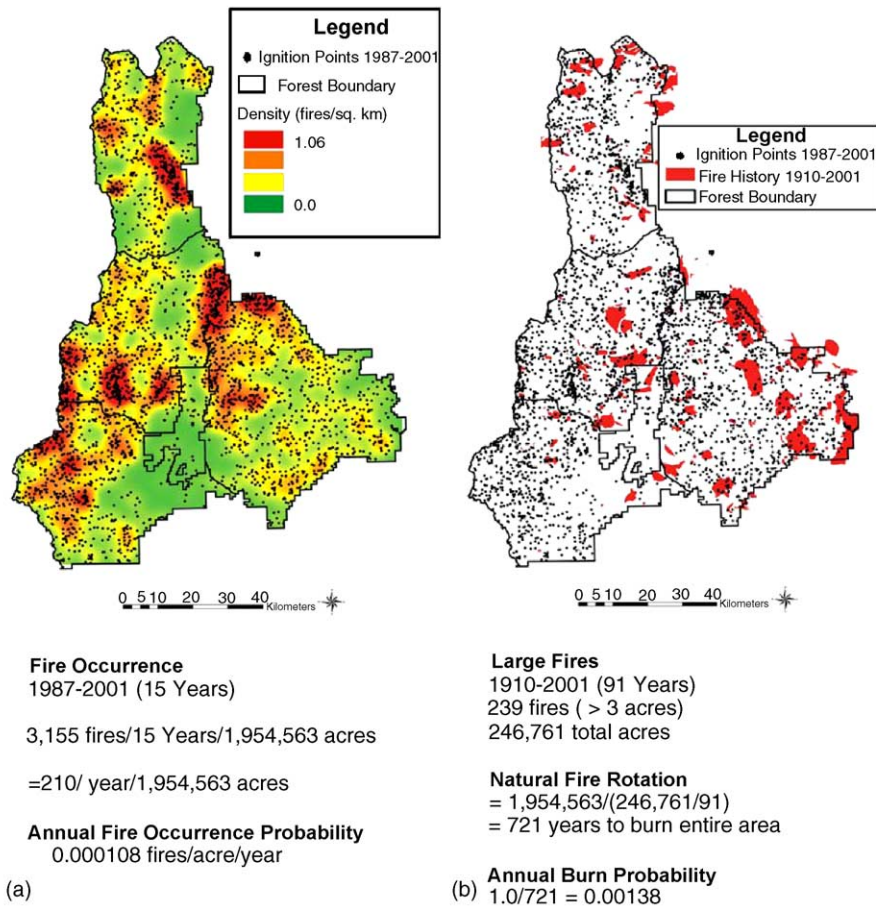 Legend
Ignition Points 1987-2001
Forest Boundary
Density (fires/sq. km)
1.06
0.0
0 5 10 20 30 40
Kilometers
Fire Occurrence
1987-2001 (15 Years)
3,155 fires/15 Years/1,954,563 acres
=210/ year/1,954,563 acres
Annual Fire Occurrence Probability
0.000108 fires/acre/year
(a)
Legend
Ignition Points 1987-2001
Fire History 1910-2001
Forest Boundary
0 5 10 20 30 40
Kilometers
Large Fires
1910-2001 (91 Years)
239 fires ( > 3 acres)
246,761 total acres
Natural Fire Rotation
= 1,954,563/(246,761/91)
= 721 years to burn entire area
Annual Burn Probability
(b) 1.0/721 = 0.00138